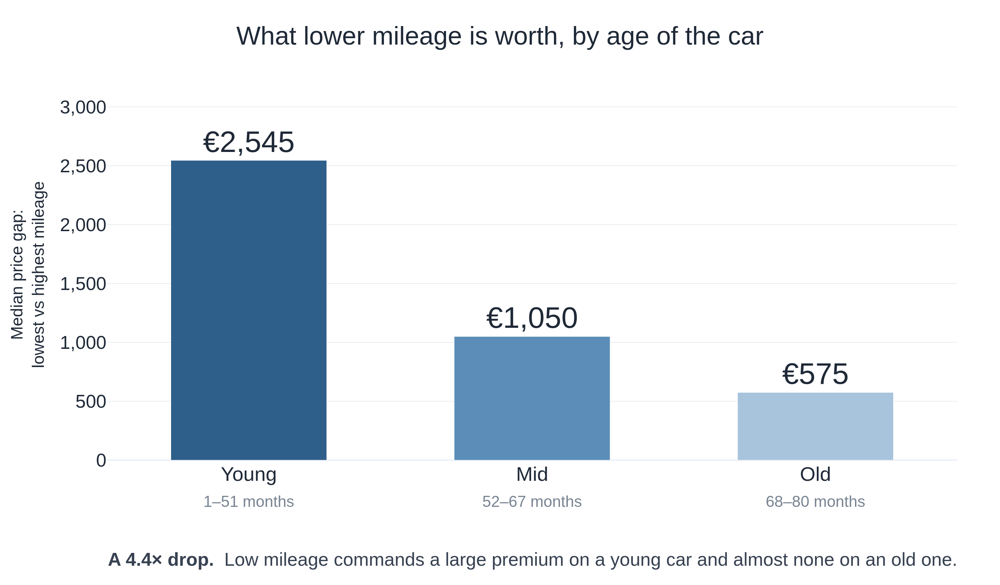 What lower mileage is worth, by age of the car
Median price gap:
lowest vs highest mileage
3,000
2,500
2,000
1,500
1,000
500
0
€2,545
€1,050
€575
Young
Mid
Old
1–51 months
52–67 months
68–80 months
A 4.4× drop. Low mileage commands a large premium on a young car and almost none on an old one.